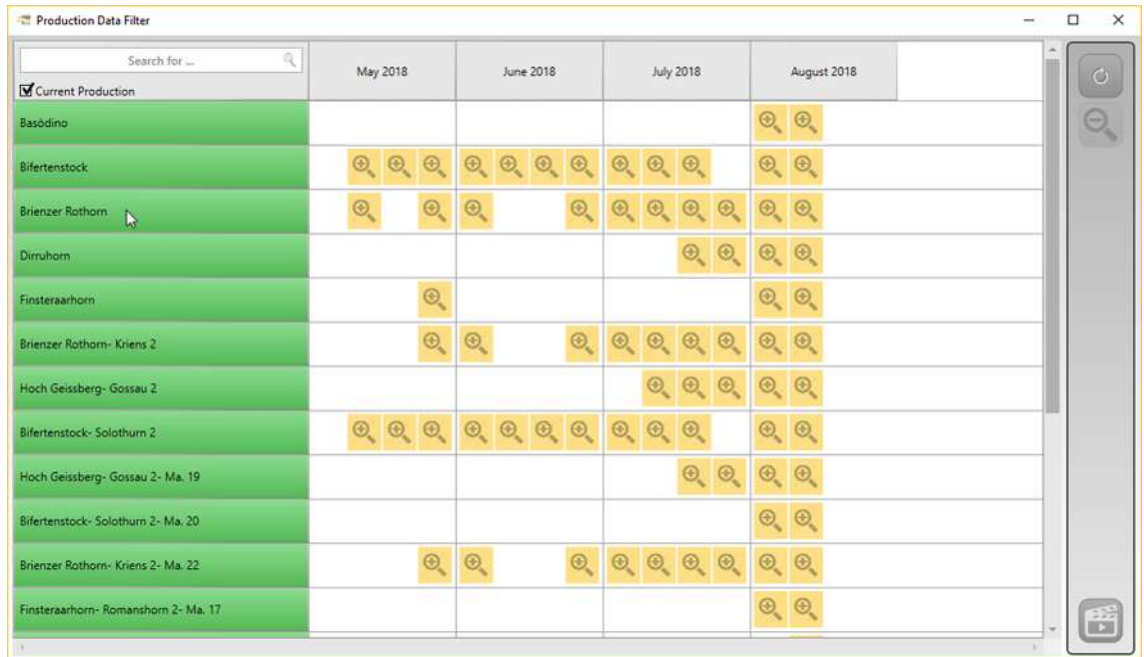 Production Data Filter
Search for ...
Current Production
May 2018
June 2018
July 2018
August 2018
Basòdino
Bifertenstock
Brienzer Rothorn
Dirruhorn
Finsteraarhorn
Brienzer Rothorn- Kriens 2
Hoch Geissberg- Gossau 2
Bifertenstock- Solothurn 2
Hoch Geissberg- Gossau 2- Ma. 19
Bifertenstock- Solothurn 2- Ma. 20
Brienzer Rothorn- Kriens 2- Ma. 22
Finsteraarhorn- Romanshorn 2- Ma. 17